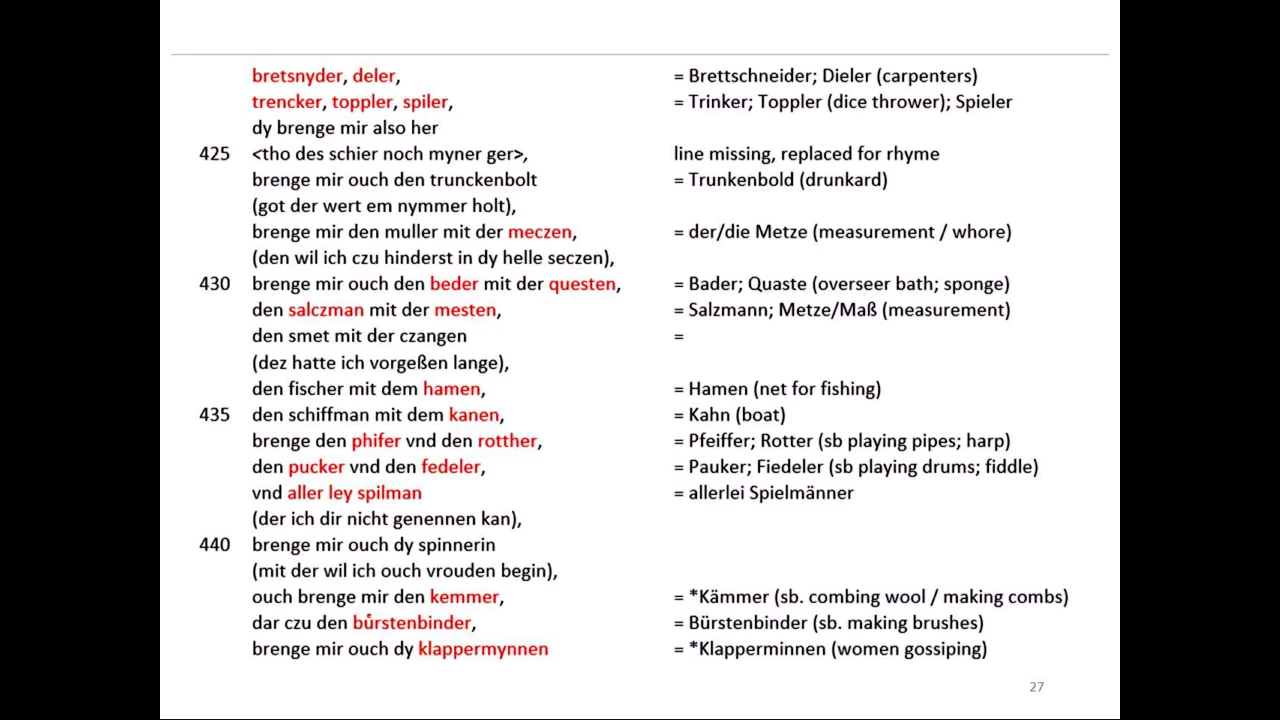 bretsnyder, deler, = Brettschneider; Dieler (carpenters)
trencker, toppler, spiler, = Trinker; Toppler (dice thrower); Spieler
dy brenge mir also her
425 <tho des schier noch myner ger>, line missing, replaced for rhyme
brenge mir ouch den trunckenbolt = Trunkenbold (drunkard)
(got der wert em nymmer holt),
brenge mir den muller mit der meczen, = der/die Metze (measurement / whore)
(den wil ich czu hinderst in dy helle seczen),
430 brenge mir ouch den beder mit der questen, = Bader; Quaste (overseer bath; sponge)
den salczman mit der mesten, = Salzmann; Metze/Maß (measurement)
den smet mit der czangen =
(dez hatte ich vorgeßen lange),
den fischer mit dem hamen, = Hamen (net for fishing)
435 den schiffman mit dem kanen, = Kahn (boat)
brenge den phifer vnd den rotther, = Pfeiffer; Rotter (sb playing pipes; harp)
den pucker vnd den fedeler, = Pauker; Fiedeler (sb playing drums; fiddle)
vnd aller ley spilman = allerlei Spielmänner
(der ich dir nicht genennen kan),
440 brenge mir ouch dy spinnerin
(mit der wil ich ouch vrouden begin),
ouch brenge mir den kemmer, = *Kämmer (sb. combing wool / making combs)
dar czu den bůrstenbinder, = Bürstenbinder (sb. making brushes)
brenge mir ouch dy klappermynnen = *Klapperminnen (women gossiping)
27